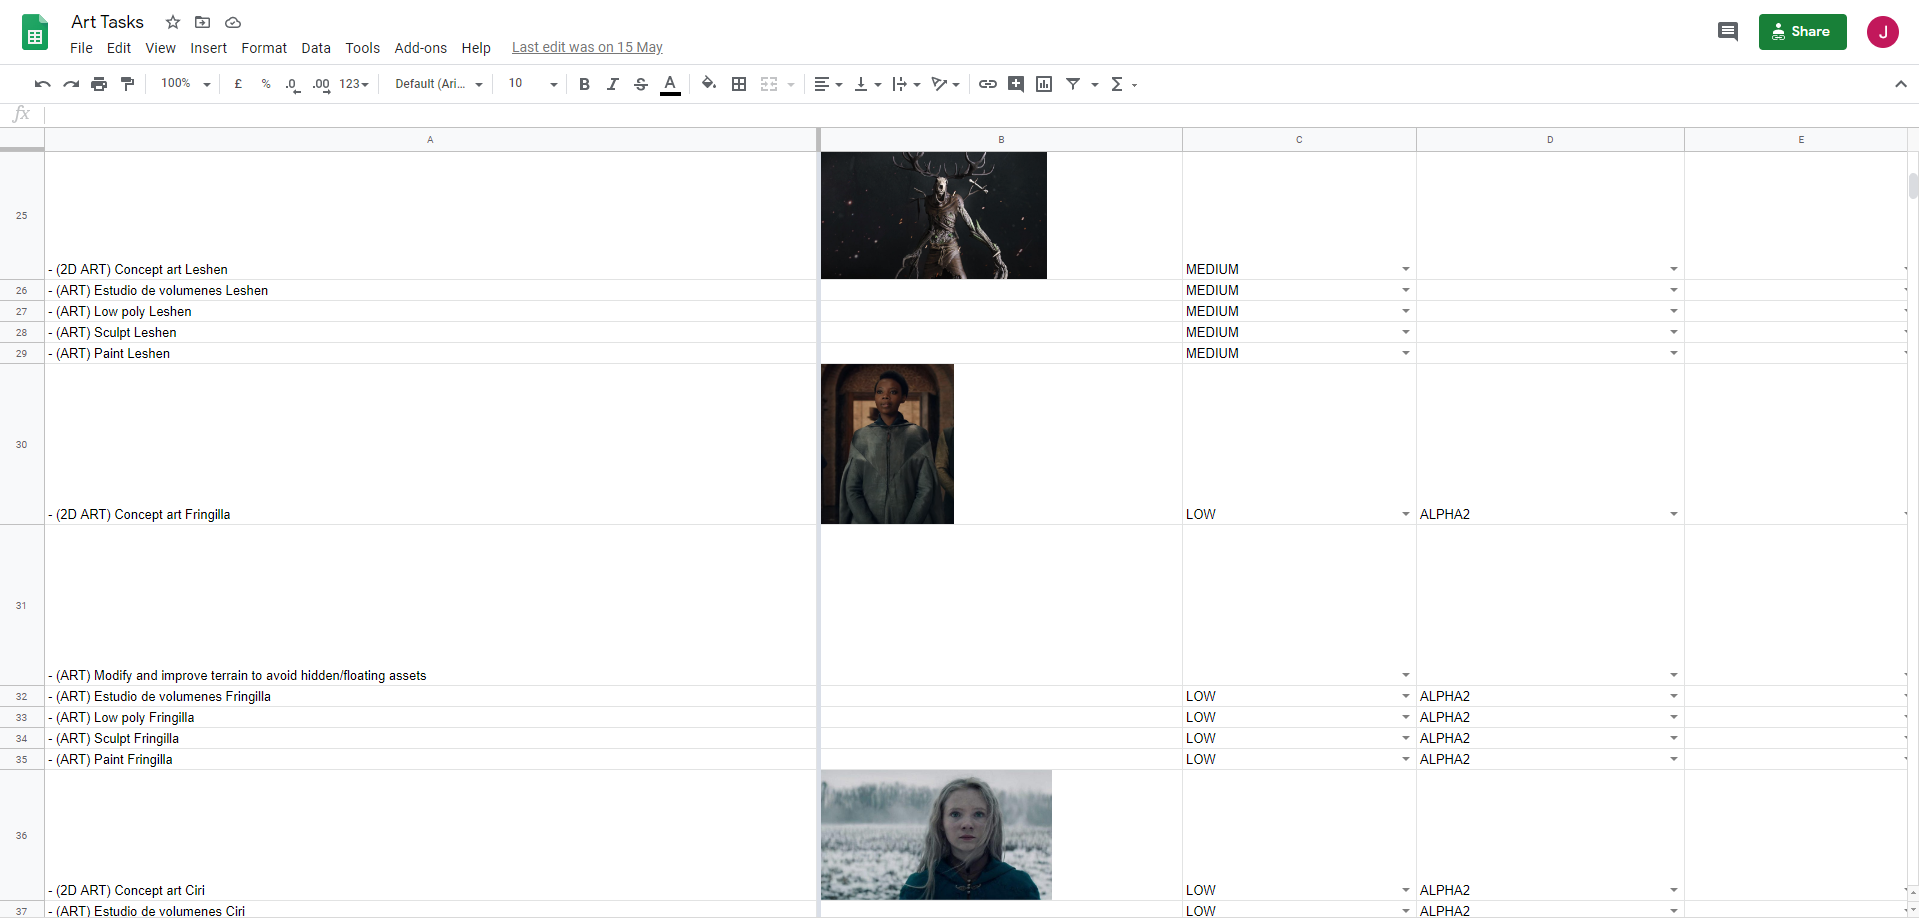 Art Tasks
File Edit View Insert Format Data Tools Add-ons Help Last edit was on 15 May
Share
J
100% £ % .0 .00 123 Default (Ari... 10 B I S A Σ
fx
A B C D E
25 - (2D ART) Concept art Leshen MEDIUM
26 - (ART) Estudio de volumenes Leshen MEDIUM
27 - (ART) Low poly Leshen MEDIUM
28 - (ART) Sculpt Leshen MEDIUM
29 - (ART) Paint Leshen MEDIUM
30 - (2D ART) Concept art Fringilla LOW ALPHA2
31 - (ART) Modify and improve terrain to avoid hidden/floating assets
32 - (ART) Estudio de volumenes Fringilla LOW ALPHA2
33 - (ART) Low poly Fringilla LOW ALPHA2
34 - (ART) Sculpt Fringilla LOW ALPHA2
35 - (ART) Paint Fringilla LOW ALPHA2
36 - (2D ART) Concept art Ciri LOW ALPHA2
37 - (ART) Estudio de volumenes Ciri LOW ALPHA2